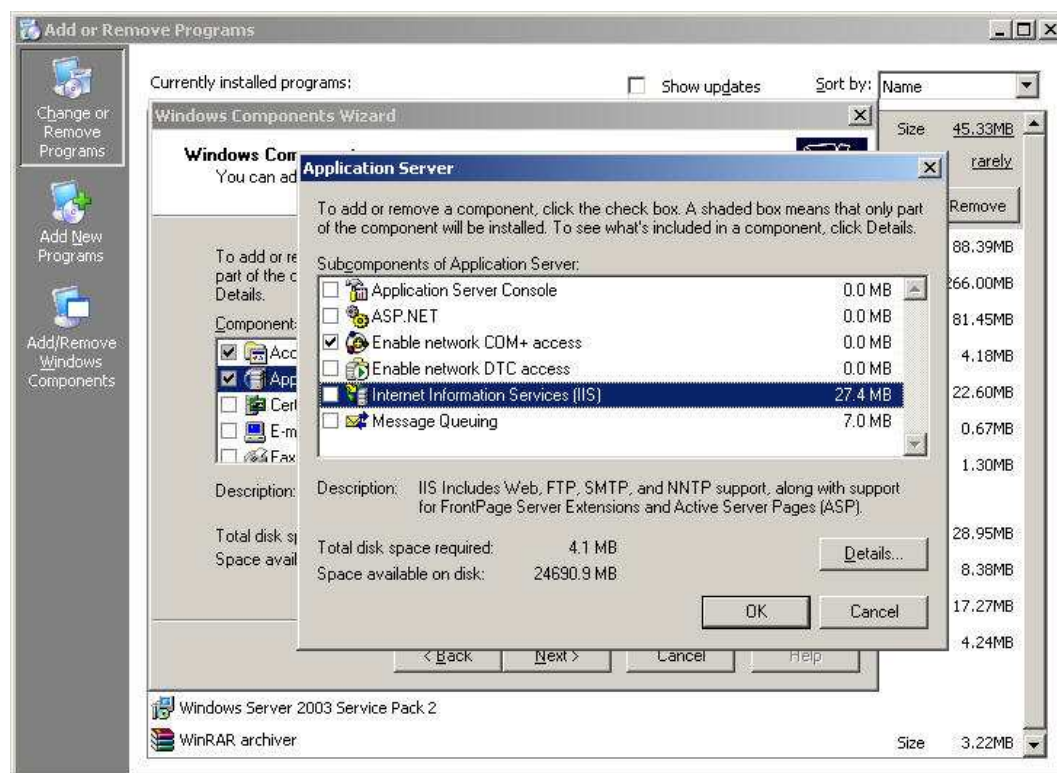 Add or Remove Programs
Change or
Remove
Programs
Add New
Programs
Add/Remove
Windows
Components
Currently installed programs:
Show updates
Sort by:
Name
Size 45.33MB
rarely
Remove
88.39MB
266.00MB
81.45MB
4.18MB
22.60MB
0.67MB
1.30MB
28.95MB
8.38MB
17.27MB
4.24MB
Windows Components Wizard
Windows Com
You can ad
To add or re
part of the c
Details.
Components
Acc
App
Cert
E-m
Fax
Description:
Total disk sp
Space avail
< Back
Next >
Cancel
Help
Application Server
To add or remove a component, click the check box. A shaded box means that only part
of the component will be installed. To see what's included in a component, click Details.
Subcomponents of Application Server:
Application Server Console 0.0 MB
ASP.NET 0.0 MB
Enable network COM+ access 0.0 MB
Enable network DTC access 0.0 MB
Internet Information Services (IIS) 27.4 MB
Message Queuing 7.0 MB
Description: IIS Includes Web, FTP, SMTP, and NNTP support, along with support
for FrontPage Server Extensions and Active Server Pages (ASP).
Total disk space required: 4.1 MB
Space available on disk: 24690.9 MB
Details...
OK
Cancel
Windows Server 2003 Service Pack 2
WinRAR archiver
Size 3.22MB